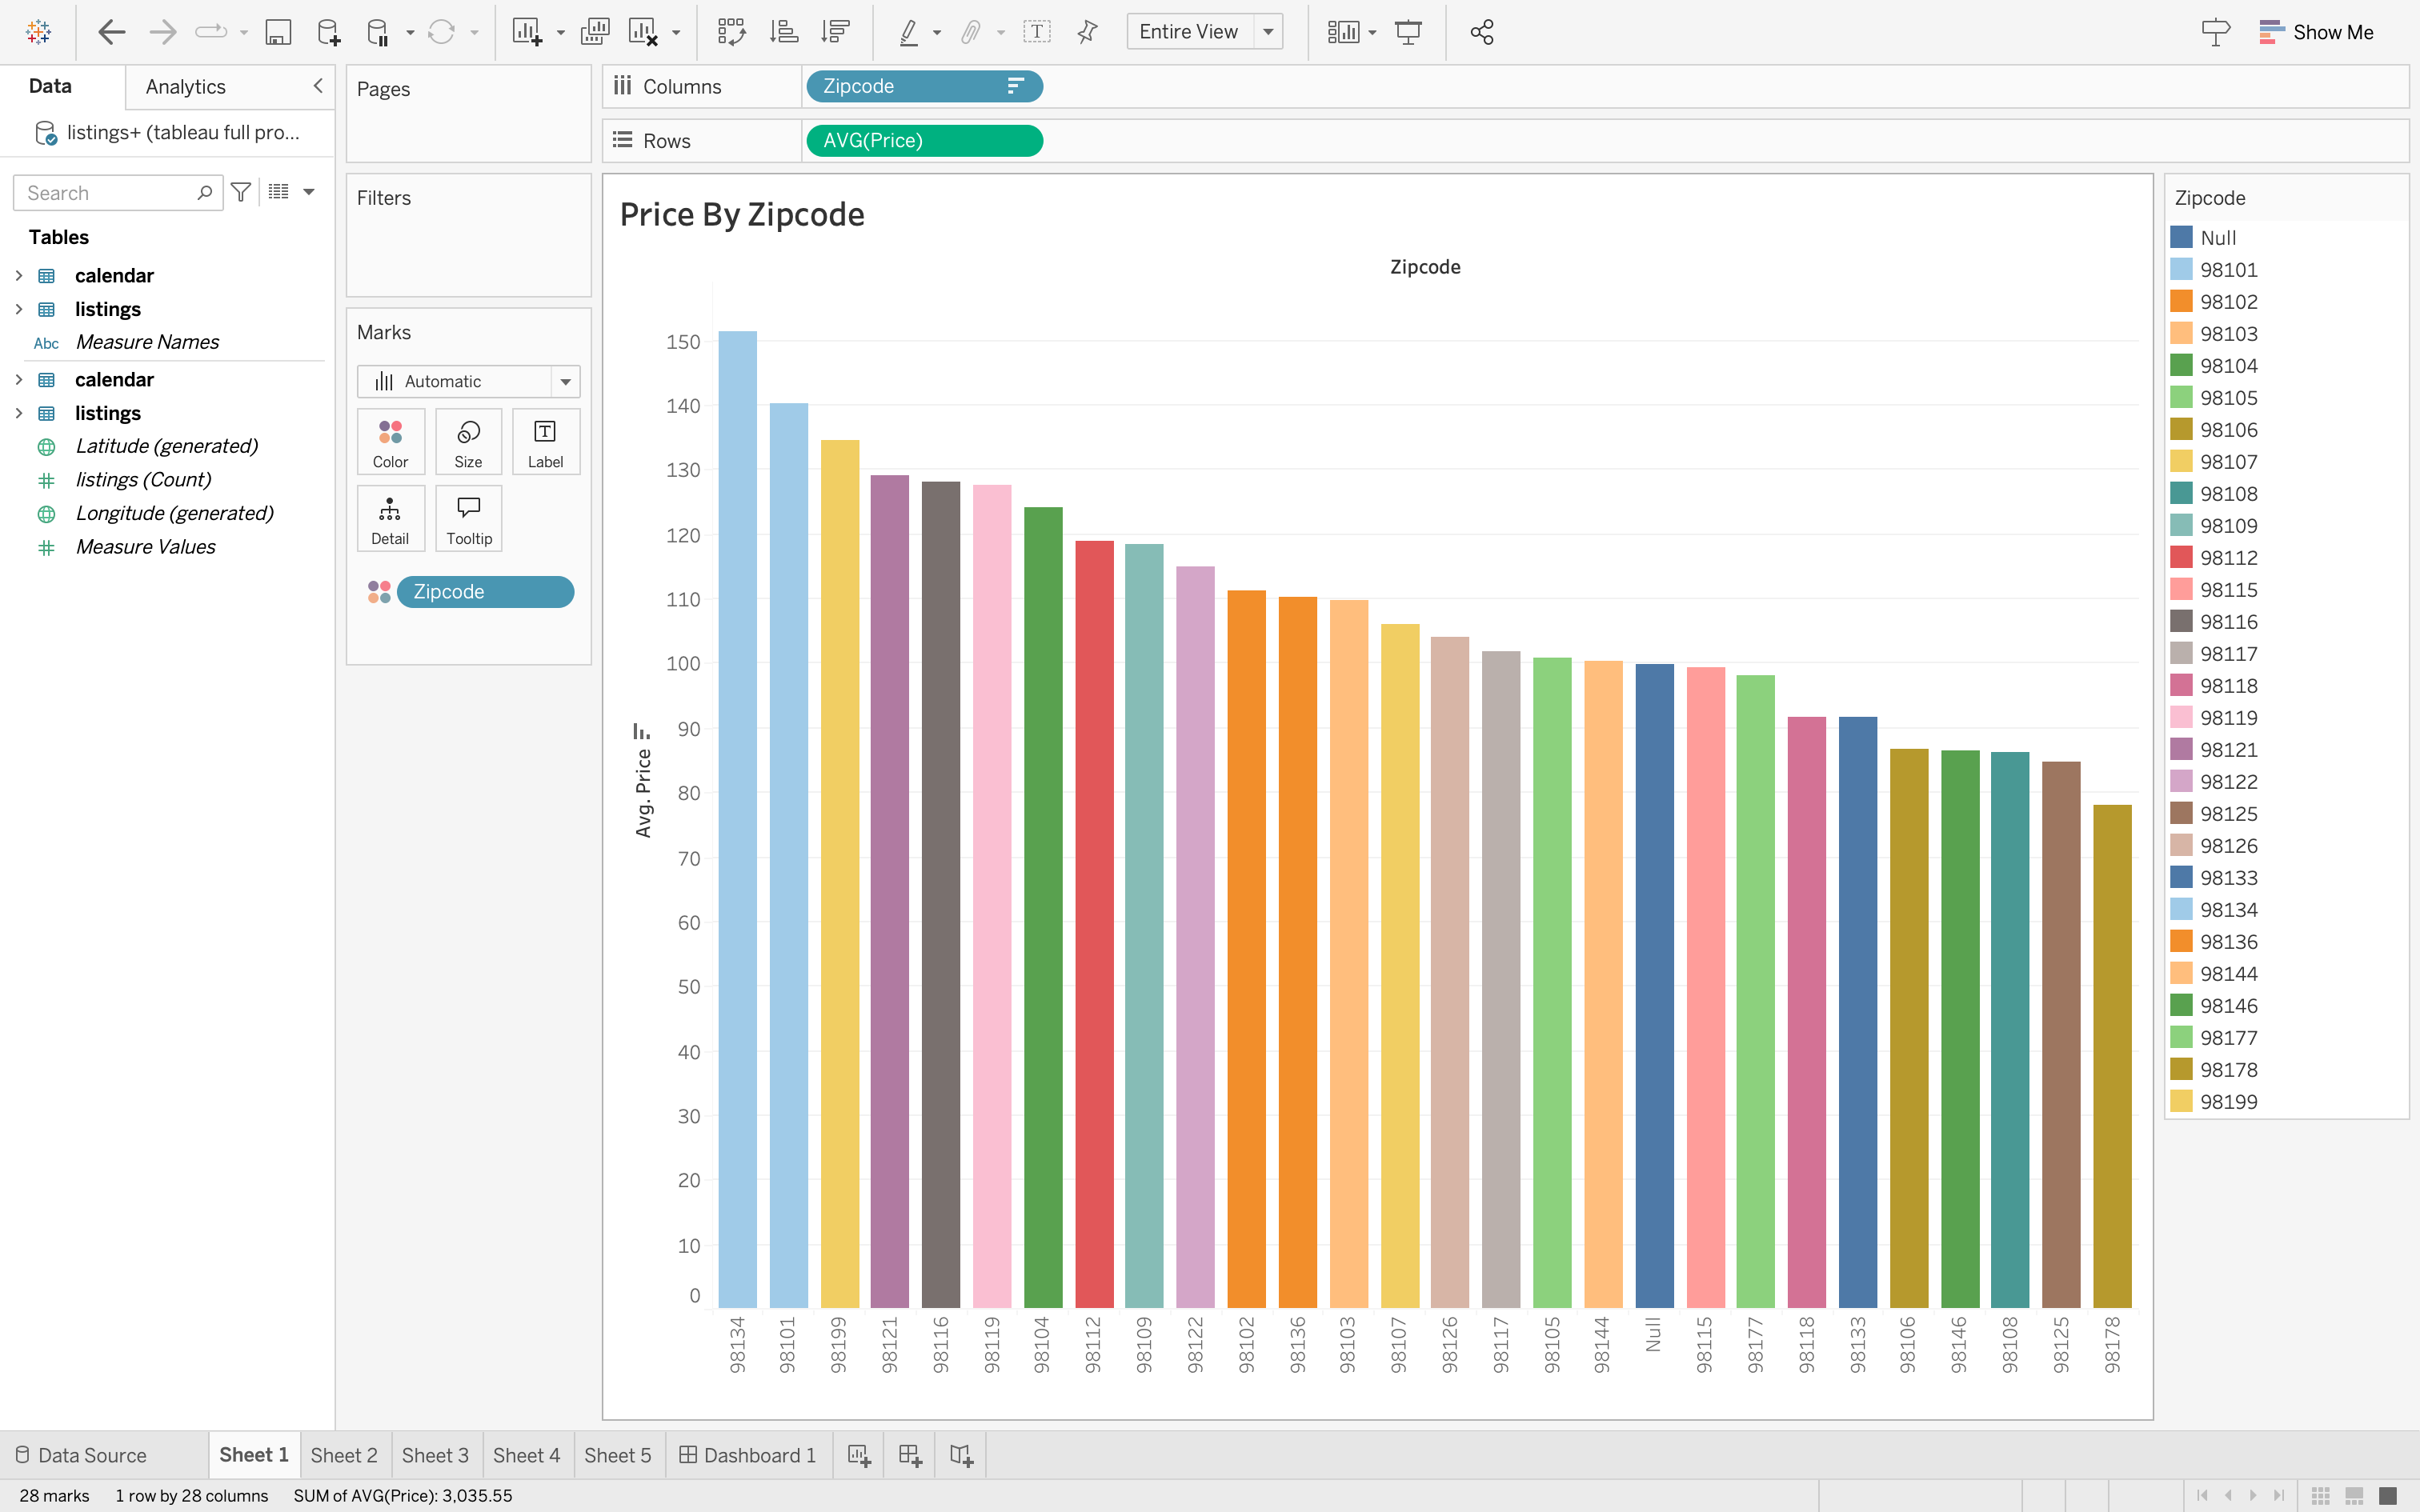 Entire View
Show Me
Data
Analytics
listings+ (tableau full pro...
Search
Tables
calendar
listings
Abc Measure Names
calendar
listings
Latitude (generated)
listings (Count)
Longitude (generated)
Measure Values
Pages
Filters
Marks
Automatic
Color
Size
Label
Detail
Tooltip
Zipcode
Columns
Zipcode
Rows
AVG(Price)
Price By Zipcode
Zipcode
150
140
130
120
110
100
90
80
70
60
50
40
30
20
10
0
Avg. Price
98134
98101
98199
98121
98116
98119
98104
98112
98109
98122
98102
98136
98103
98107
98126
98117
98105
98144
Null
98115
98177
98118
98133
98106
98146
98108
98125
98178
Zipcode
Null
98101
98102
98103
98104
98105
98106
98107
98108
98109
98112
98115
98116
98117
98118
98119
98121
98122
98125
98126
98133
98134
98136
98144
98146
98177
98178
98199
Data Source
Sheet 1
Sheet 2
Sheet 3
Sheet 4
Sheet 5
Dashboard 1
28 marks
1 row by 28 columns
SUM of AVG(Price): 3,035.55